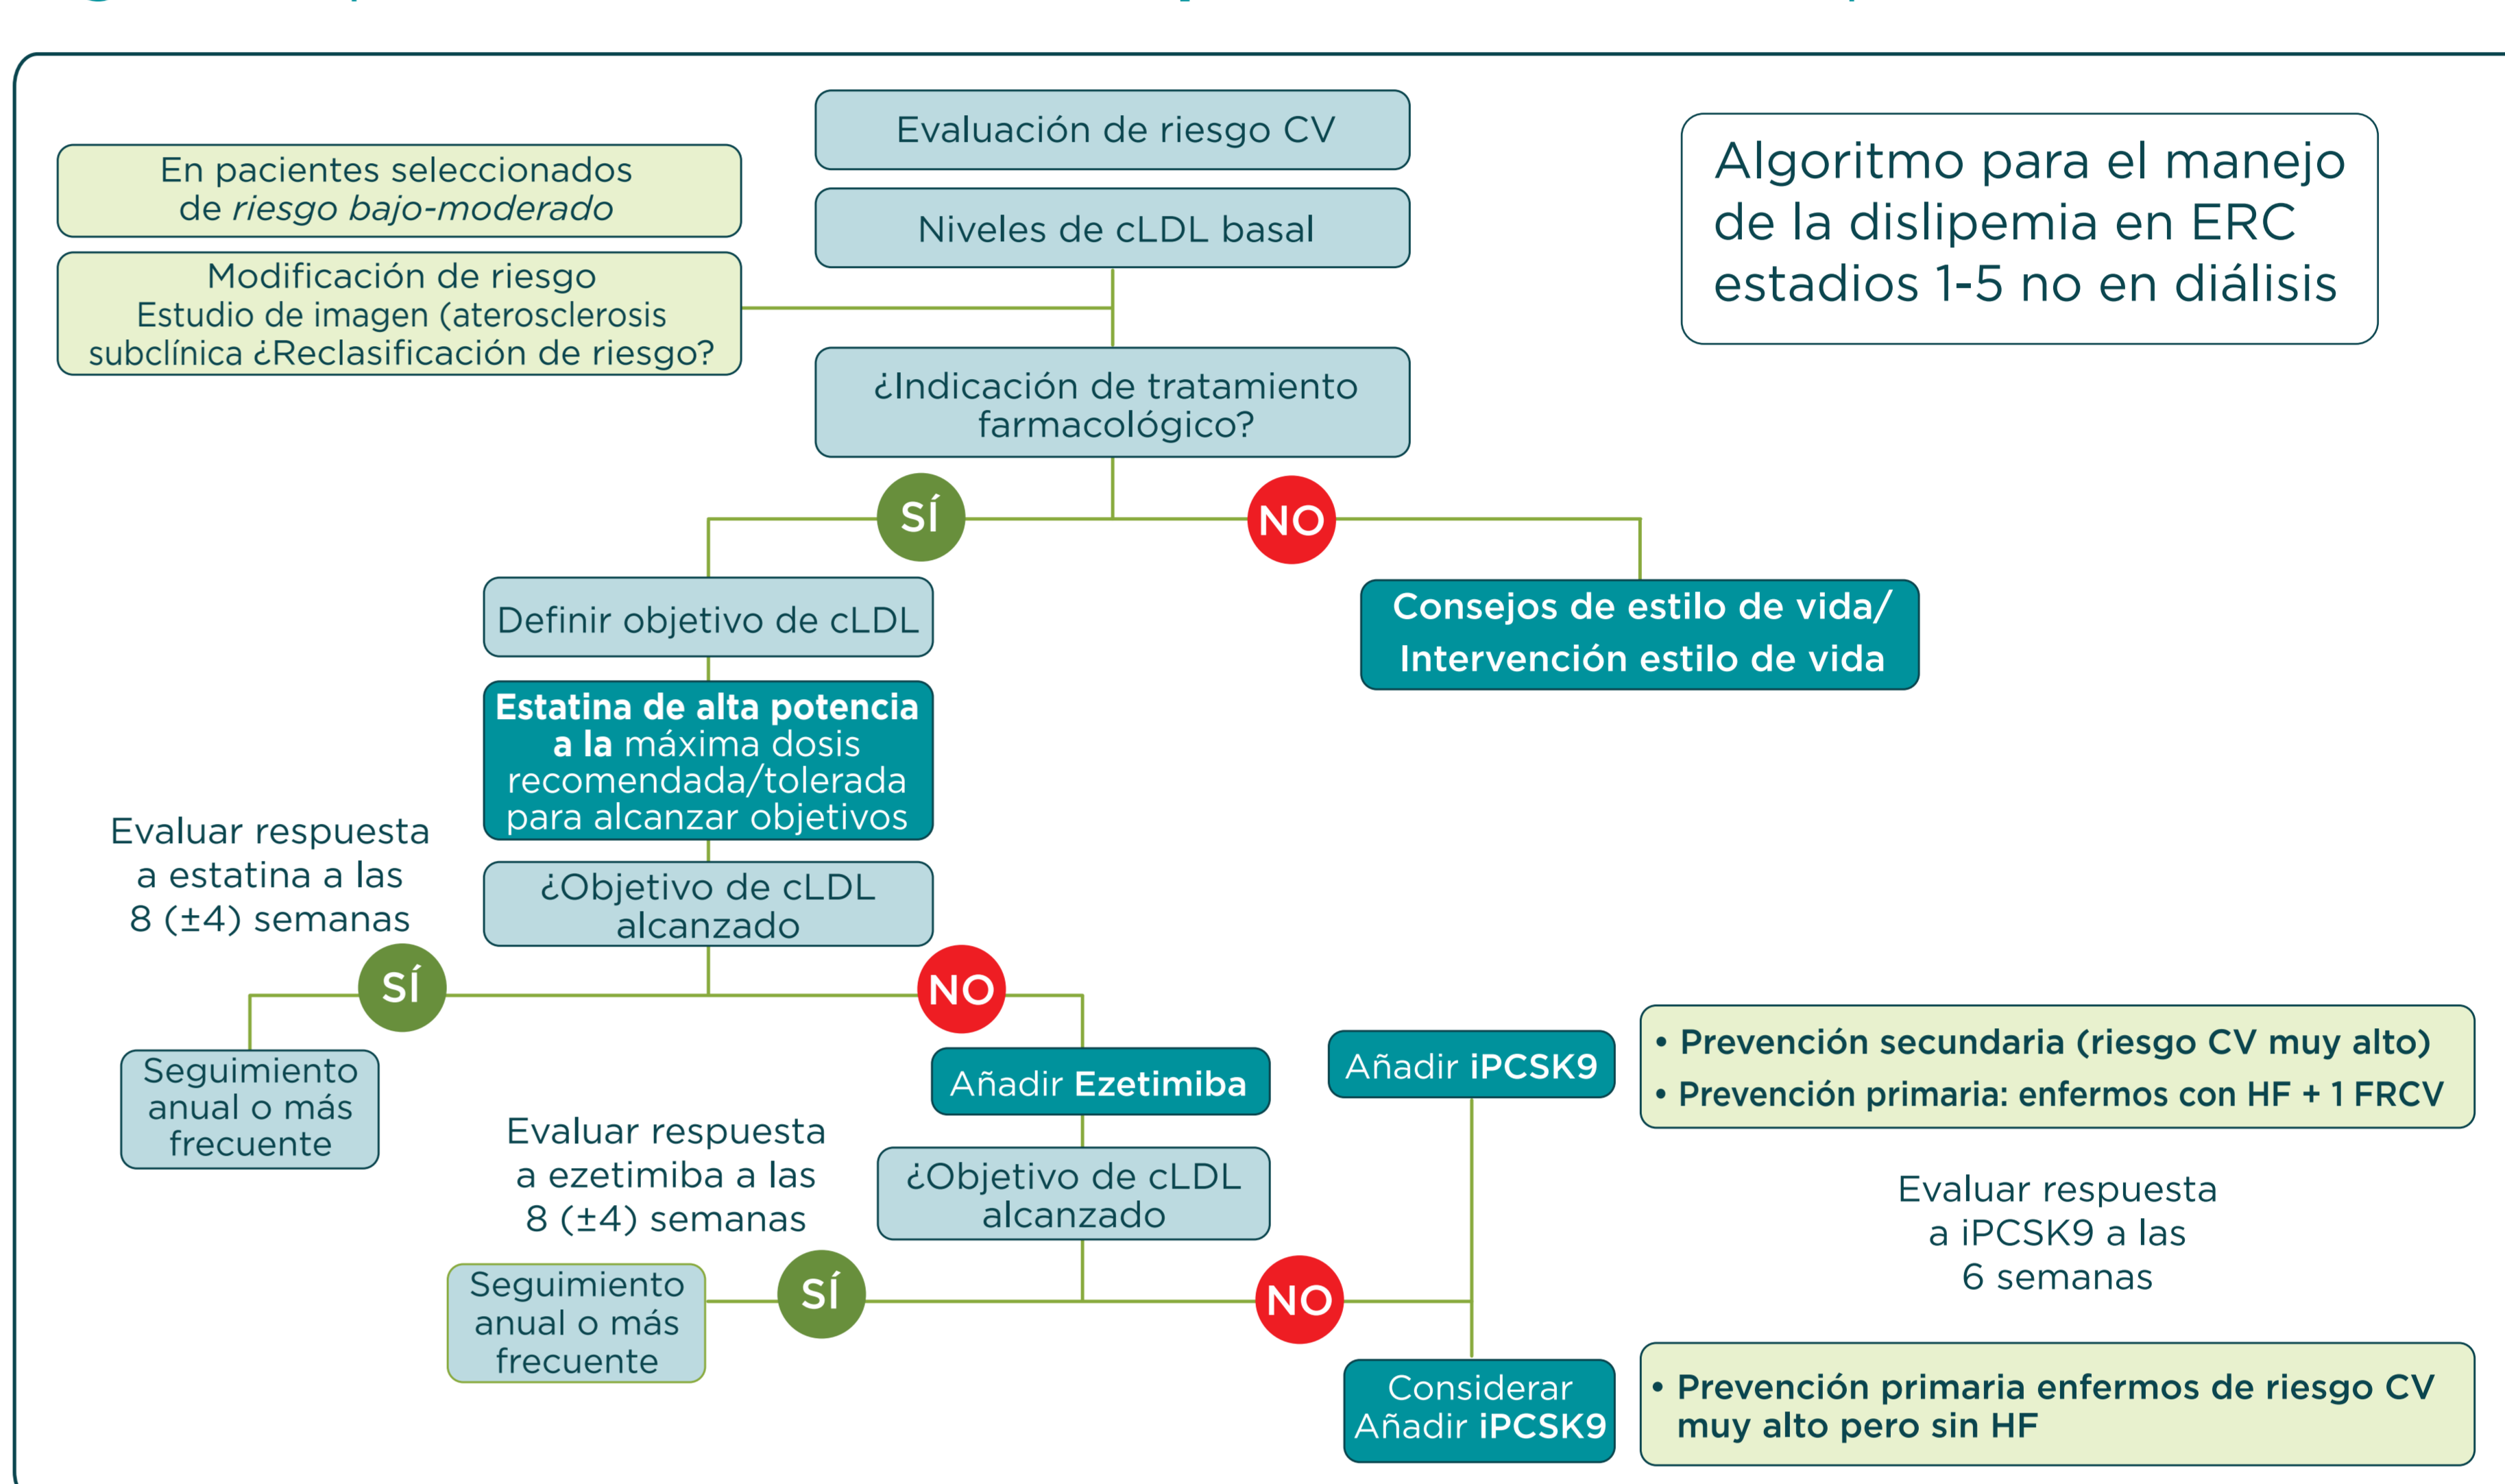 Evaluación de riesgo CV
En pacientes seleccionados
de riesgo bajo-moderado
Niveles de cLDL basal
Algoritmo para el manejo
de la dislipemia en ERC
estadios 1-5 no en diálisis
Modificación de riesgo
Estudio de imagen (aterosclerosis
subclínica ¿Reclasificación de riesgo?
¿Indicación de tratamiento
farmacológico?
SÍ
NO
Definir objetivo de cLDL
Consejos de estilo de vida/
Intervención estilo de vida
Estatina de alta potencia
a la máxima dosis
recomendada/tolerada
para alcanzar objetivos
Evaluar respuesta
a estatina a las
8 (±4) semanas
¿Objetivo de cLDL
alcanzado
SÍ
NO
Seguimiento
anual o más
frecuente
Añadir Ezetimiba
Añadir iPCSK9
• Prevención secundaria (riesgo CV muy alto)
• Prevención primaria: enfermos con HF + 1 FRCV
Evaluar respuesta
a ezetimiba a las
8 (±4) semanas
¿Objetivo de cLDL
alcanzado
Evaluar respuesta
a iPCSK9 a las
6 semanas
Seguimiento
anual o más
frecuente
SÍ
NO
Considerar
Añadir iPCSK9
• Prevención primaria enfermos de riesgo CV
muy alto pero sin HF